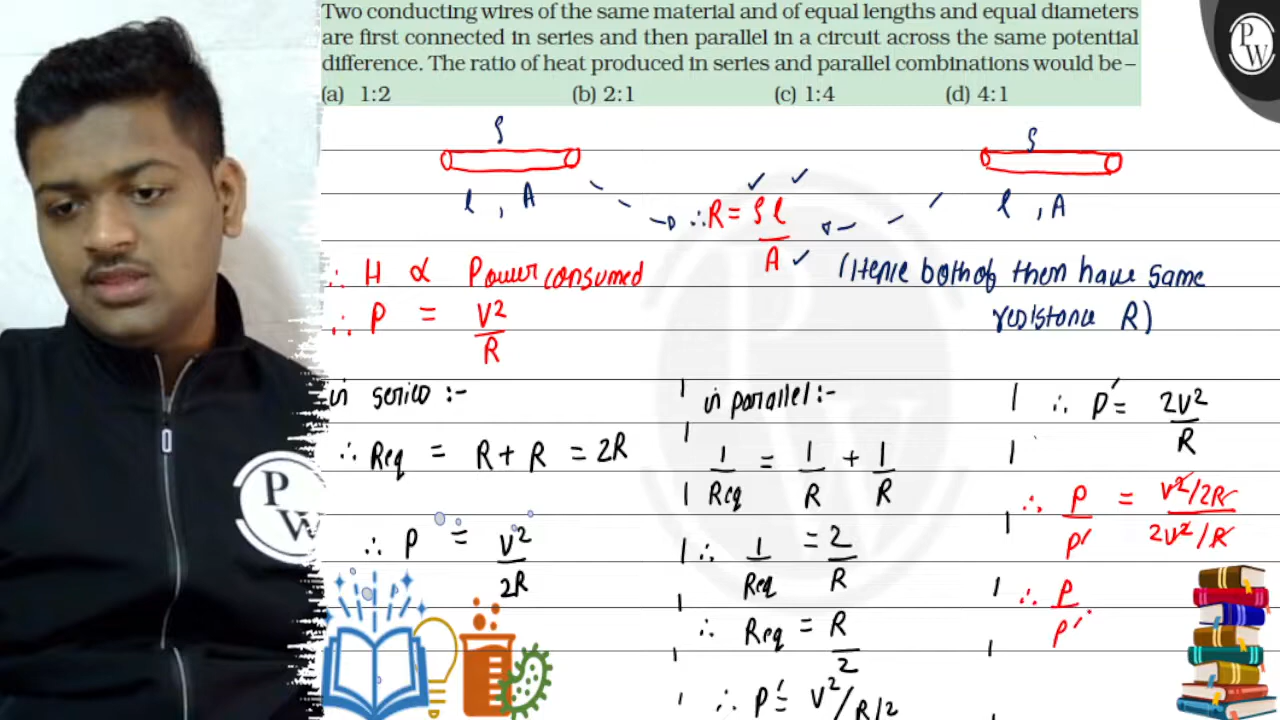 Two conducting wires of the same material and of equal lengths and equal diameters
are first connected in series and then parallel in a circuit across the same potential
difference. The ratio of heat produced in series and parallel combinations would be–
(a) 1:2 (b) 2:1 (c) 1:4 (d) 4:1
PW
ρ
ρ
l , A
l , A
∴ R = ρl/A
(Hence both of them have same
resistance R)
∴ H ∝ Power consumed
∴ P = V²/R
in series :-
∴ Req = R + R = 2R
∴ P = V²/2R
in parallel :-
1/Req = 1/R + 1/R
∴ 1/Req = 2/R
∴ Req = R/2
∴ P' = V²/R/2
∴ P' = 2V²/R
∴ P/P' = V²/2R / 2V²/R
∴ P/P'
PW